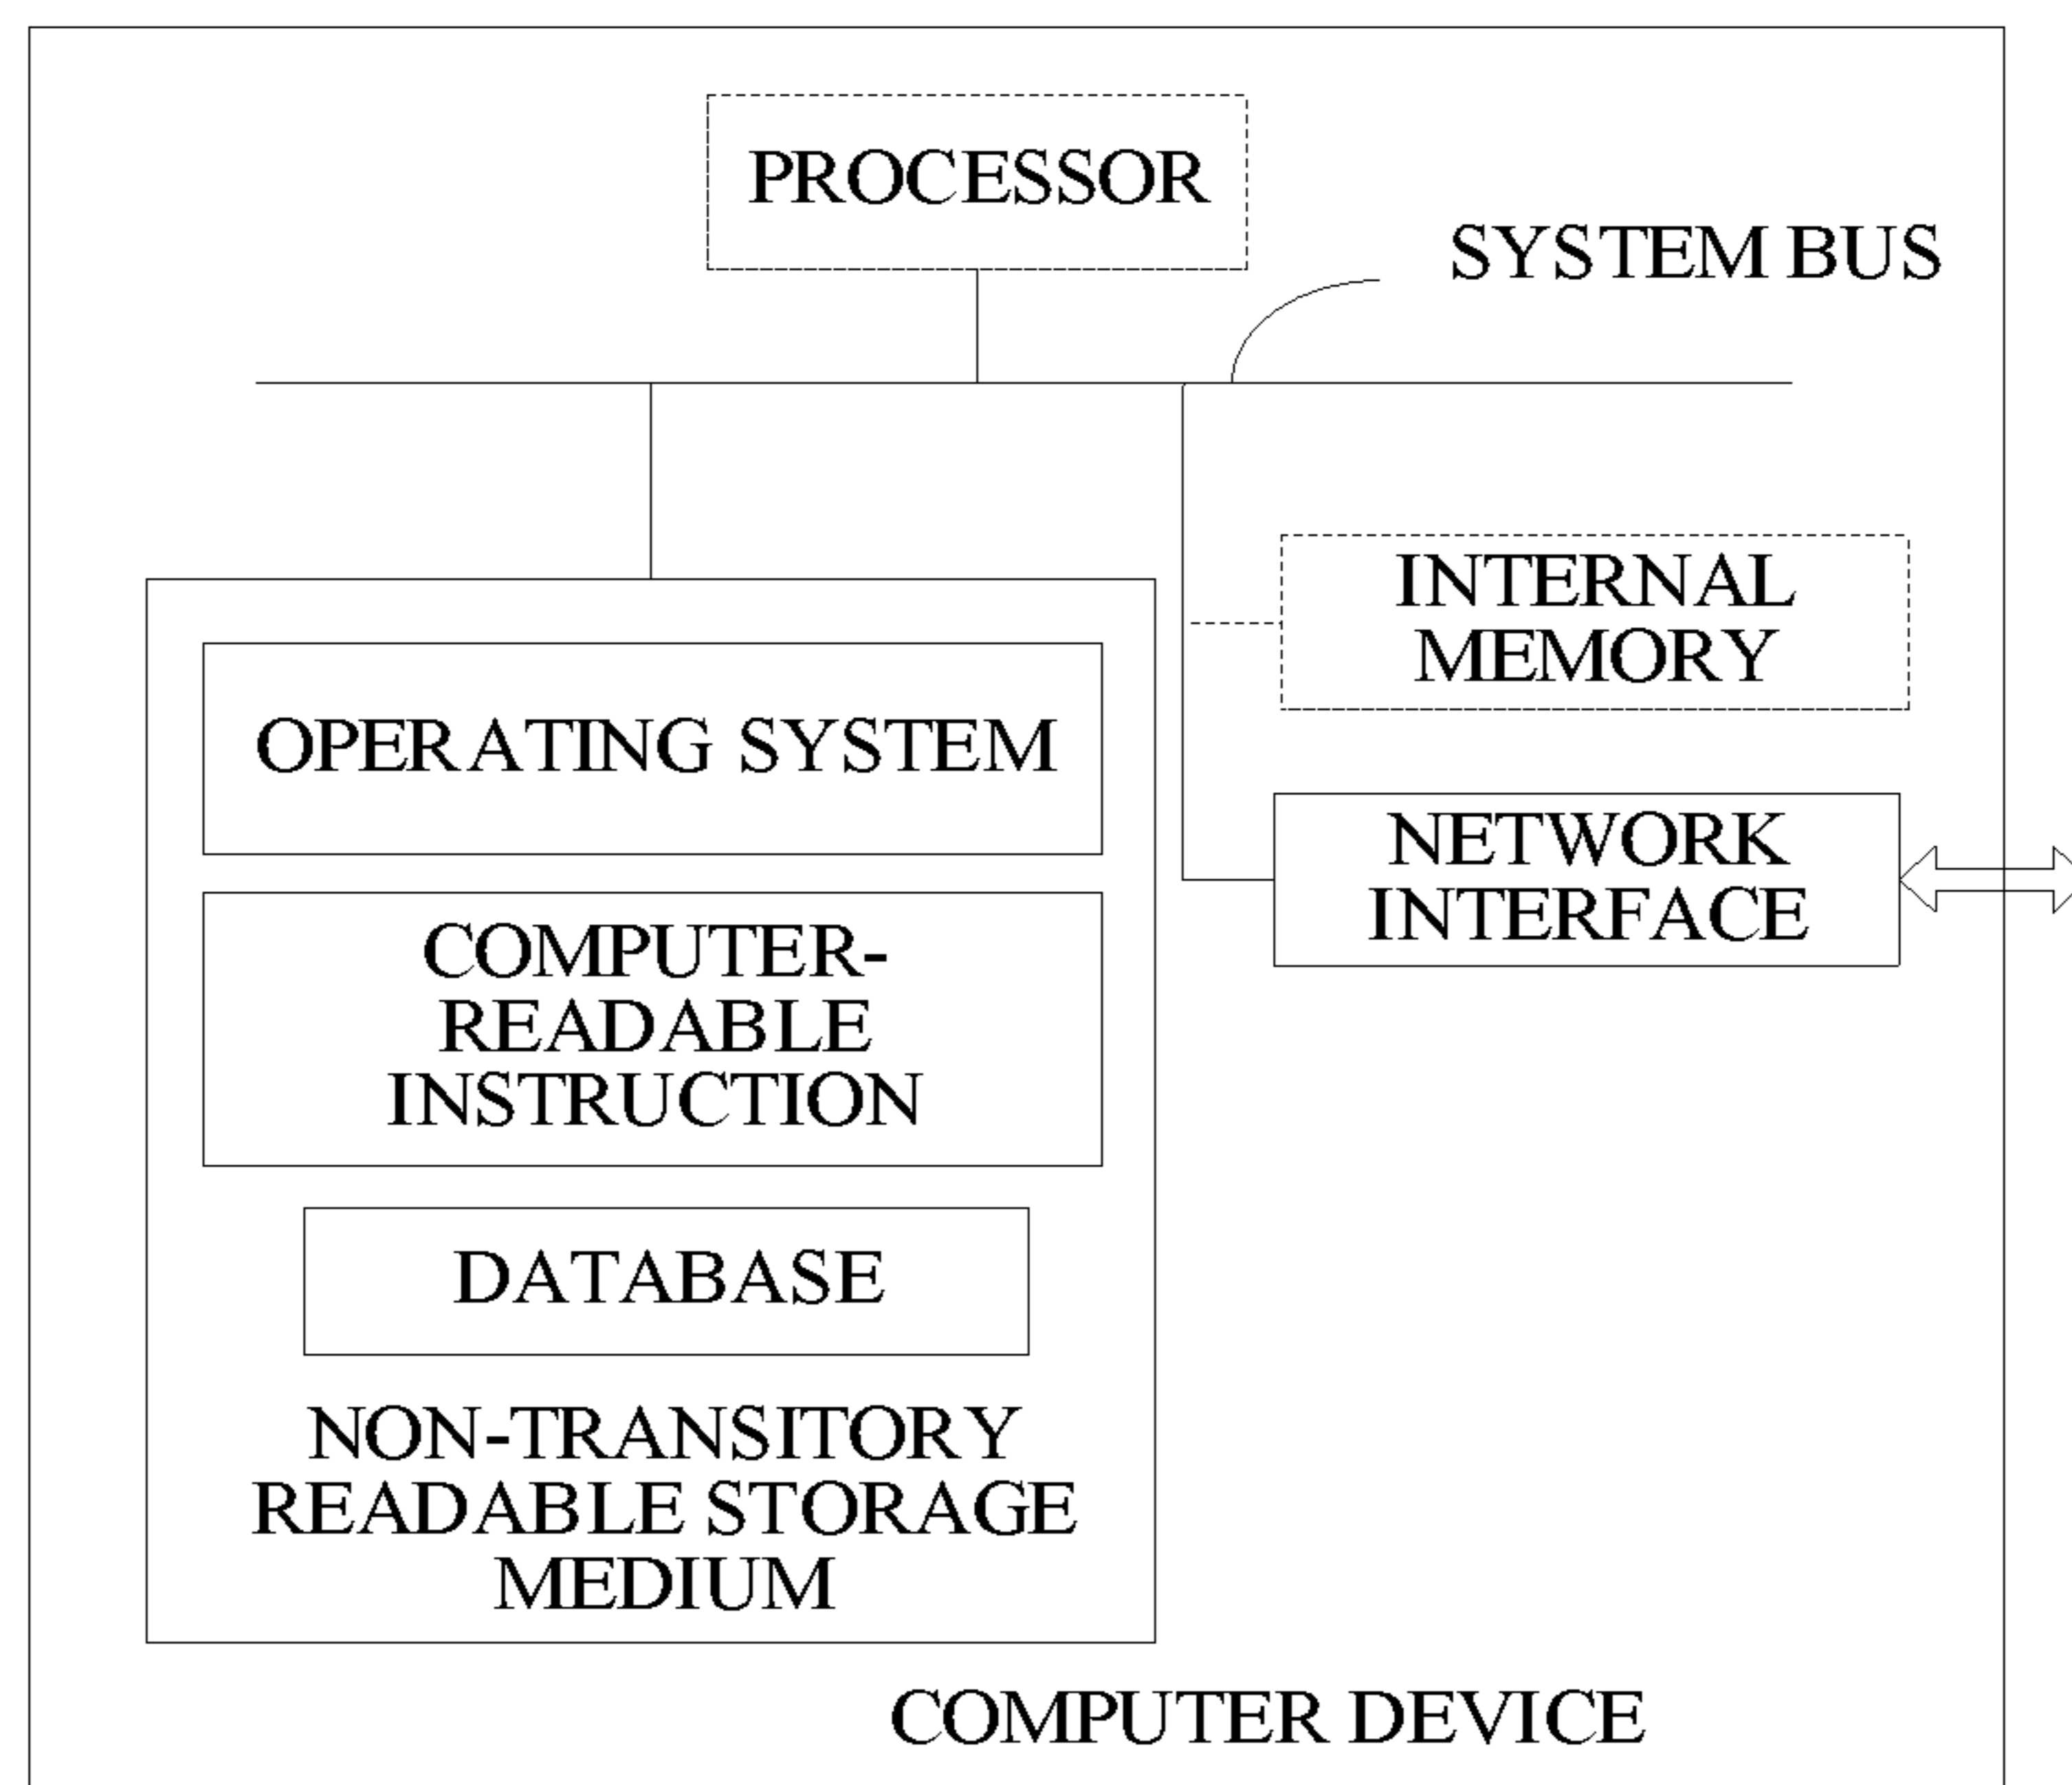 PROCESSOR
SYSTEM BUS
INTERNAL
MEMORY
OPERATING SYSTEM
NETWORK
INTERFACE
COMPUTER-
READABLE
INSTRUCTION
DATABASE
NON-TRANSITORY
READABLE STORAGE
MEDIUM
COMPUTER DEVICE